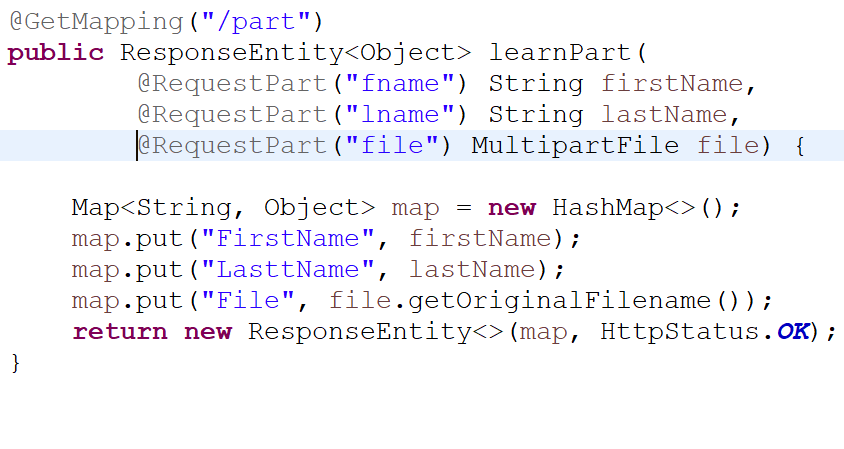 @GetMapping("/part")
public ResponseEntity<Object> learnPart(
@RequestPart("fname") String firstName,
@RequestPart("lname") String lastName,
@RequestPart("file") MultipartFile file) {
Map<String, Object> map = new HashMap<>();
map.put("FirstName", firstName);
map.put("LasttName", lastName);
map.put("File", file.getOriginalFilename());
return new ResponseEntity<>(map, HttpStatus.OK);
}